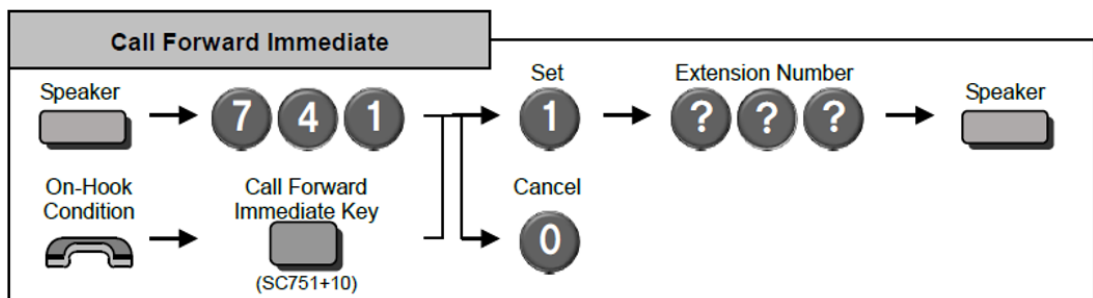 Call Forward Immediate
Speaker
7 4 1
Set
1
Extension Number
? ? ?
Speaker
On-Hook
Condition
Call Forward
Immediate Key
(SC751+10)
Cancel
0